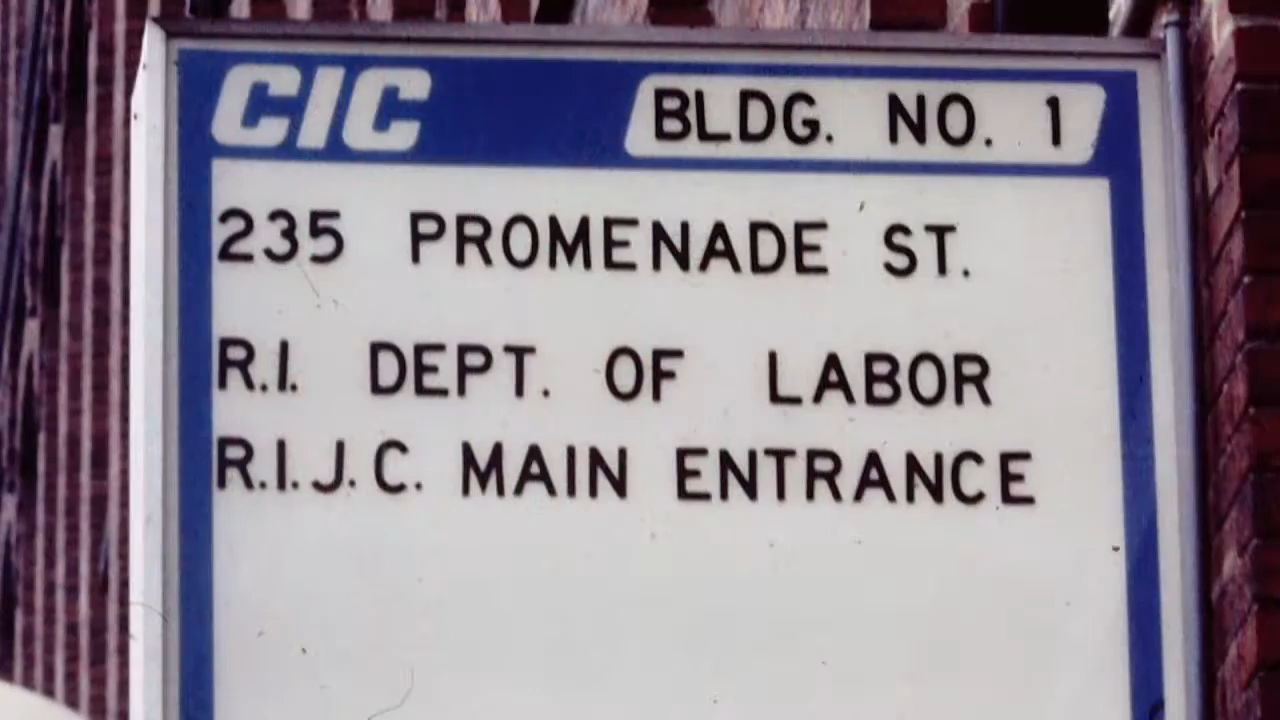 CIC BLDG. NO. 1
235 PROMENADE ST.
R.I. DEPT. OF LABOR
R.I.J.C. MAIN ENTRANCE